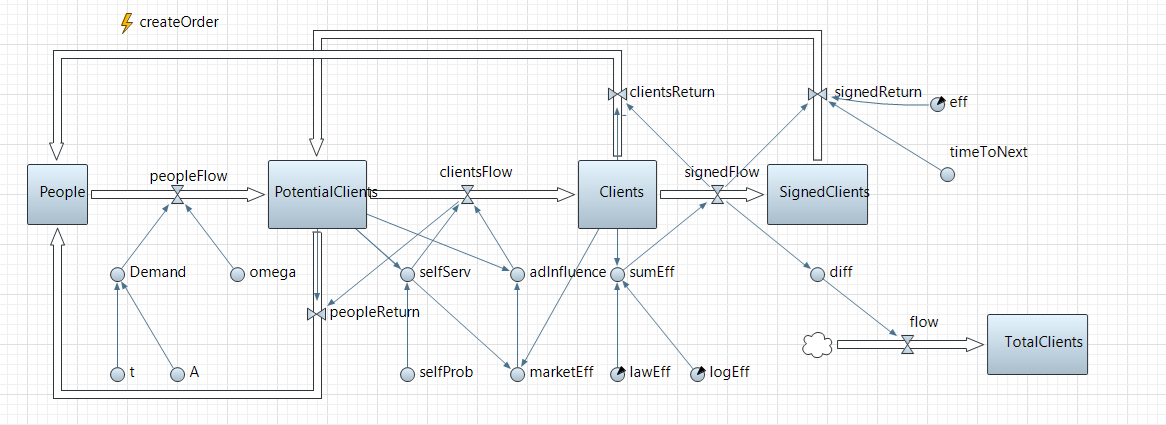 createOrder
clientsReturn
signedReturn
eff
timeToNext
peopleFlow
clientsFlow
signedFlow
People
PotentialClients
Clients
SignedClients
Demand
omega
selfServ
adInfluence
sumEff
diff
peopleReturn
flow
TotalClients
t
A
selfProb
marketEff
lawEff
logEff